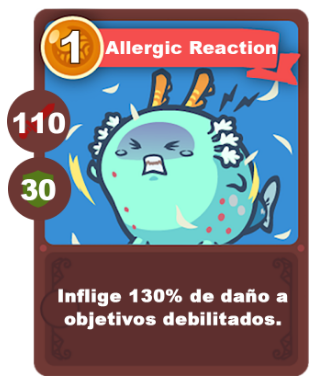 1
Allergic Reaction
110
30
Inflige 130% de daño a
objetivos debilitados.